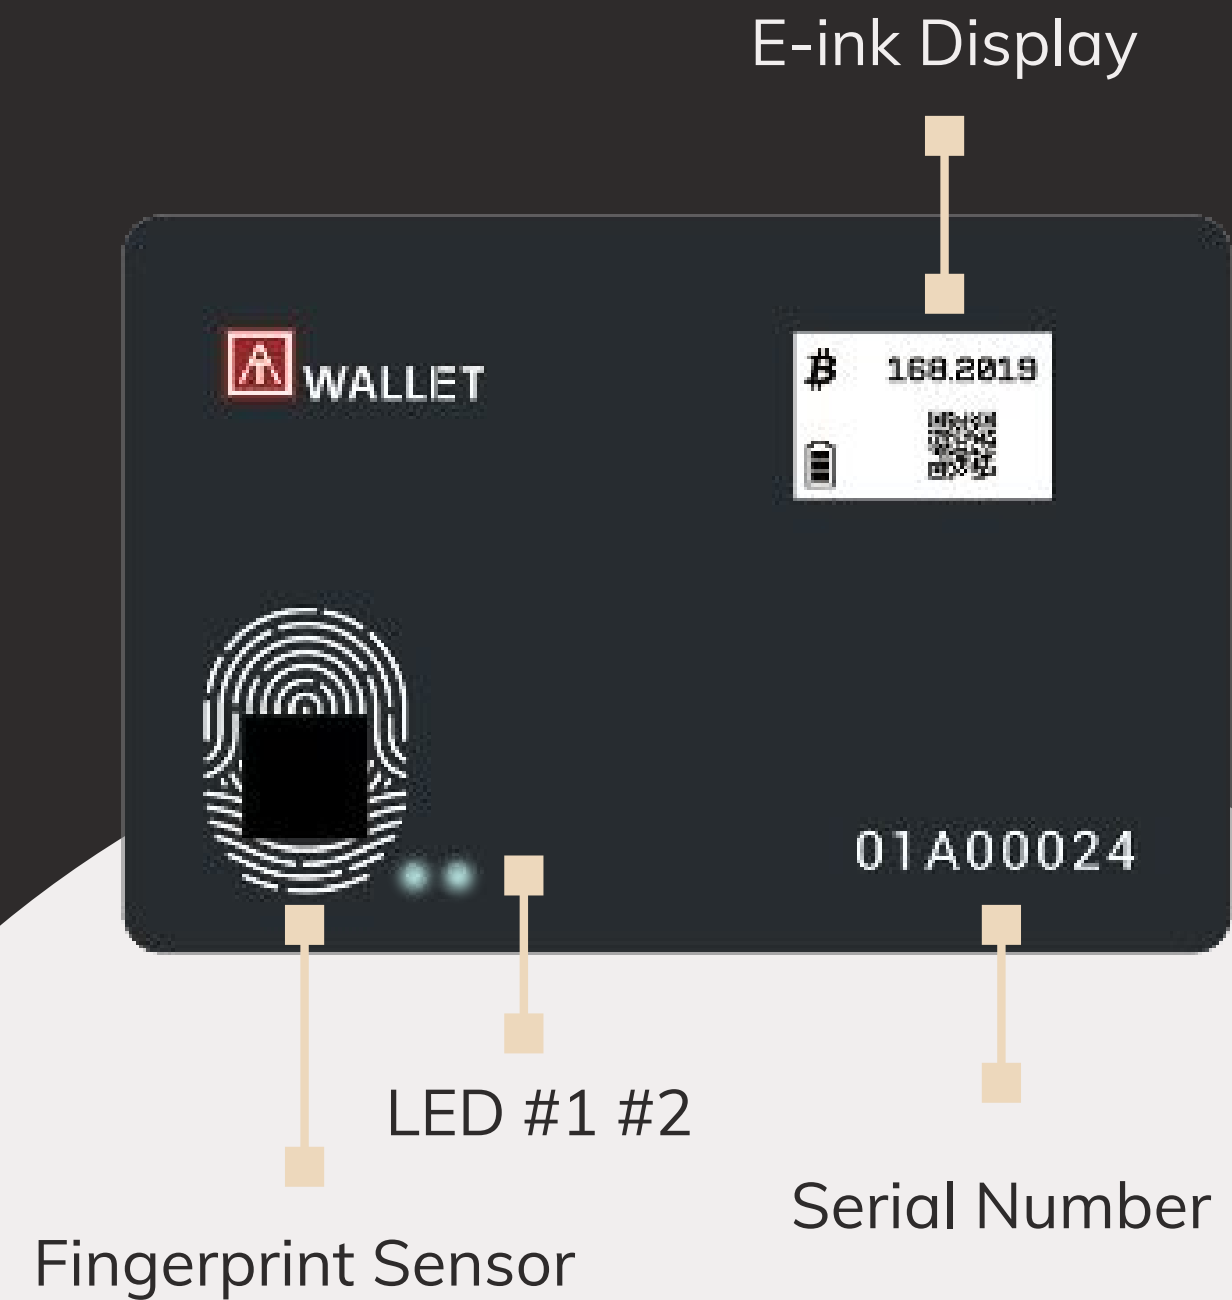 E-ink Display
WALLET
168.2019
01A00024
LED #1 #2
Serial Number
Fingerprint Sensor